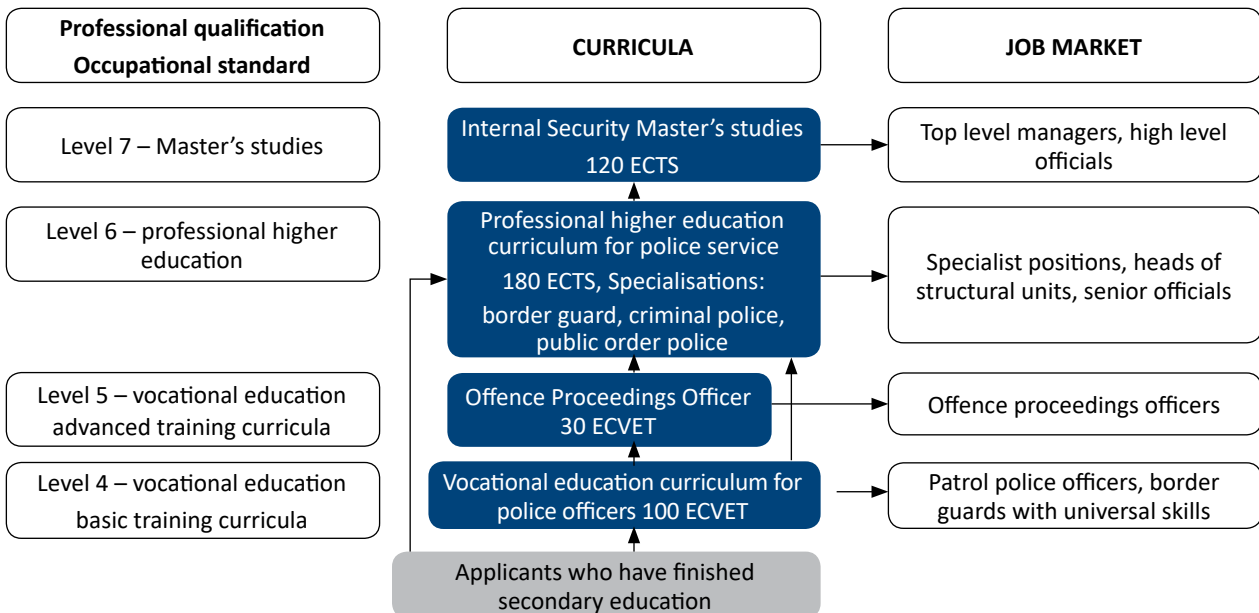 Professional qualification
Occupational standard
CURRICULA
JOB MARKET
Level 7 – Master's studies
Internal Security Master's studies
120 ECTS
Top level managers, high level
officials
Level 6 – professional higher
education
Professional higher education
curriculum for police service
180 ECTS, Specialisations:
border guard, criminal police,
public order police
Specialist positions, heads of
structural units, senior officials
Level 5 – vocational education
advanced training curricula
Offence Proceedings Officer
30 ECVET
Offence proceedings officers
Level 4 – vocational education
basic training curricula
Vocational education curriculum for
police officers 100 ECVET
Patrol police officers, border
guards with universal skills
Applicants who have finished
secondary education